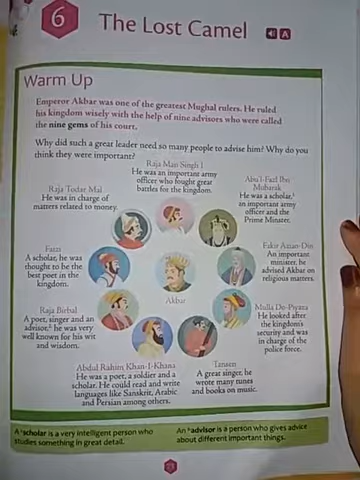 6
The Lost Camel
A
Warm Up
Emperor Akbar was one of the greatest Mughal rulers. He ruled
his kingdom wisely with the help of nine advisors who were called
the nine gems of his court.
Why did such a great leader need so many people to advise him? Why do you
think they were important?
Raja Man Singh I
He was an important army
officer who fought great
battles for the kingdom.
Raja Todar Mal
He was in charge of
matters related to money.
Abu'l-Fazl Ibn
Mubarak
He was a scholar,
an important army
officer and the
Prime Minister.
Faizi
A scholar, he was
thought to be the
best poet in the
kingdom.
Fakir Aziao-Din
An important
minister, he
advised Akbar on
religious matters.
Akbar
Raja Birbal
A poet, singer and an
advisor, he was very
well known for his wit
and wisdom.
Mulla Do-Piyaza
He looked after
the kingdom's
security and was
in charge of the
police force.
Abdul Rahim Khan-I-Khana
He was a poet, a soldier and a
scholar. He could read and write
languages like Sanskrit, Arabic
and Persian among others.
Tansen
A great singer, he
wrote many tunes
and books on music.
A scholar is a very intelligent person who
studies something in great detail.
An advisor is a person who gives advice
about different important things.